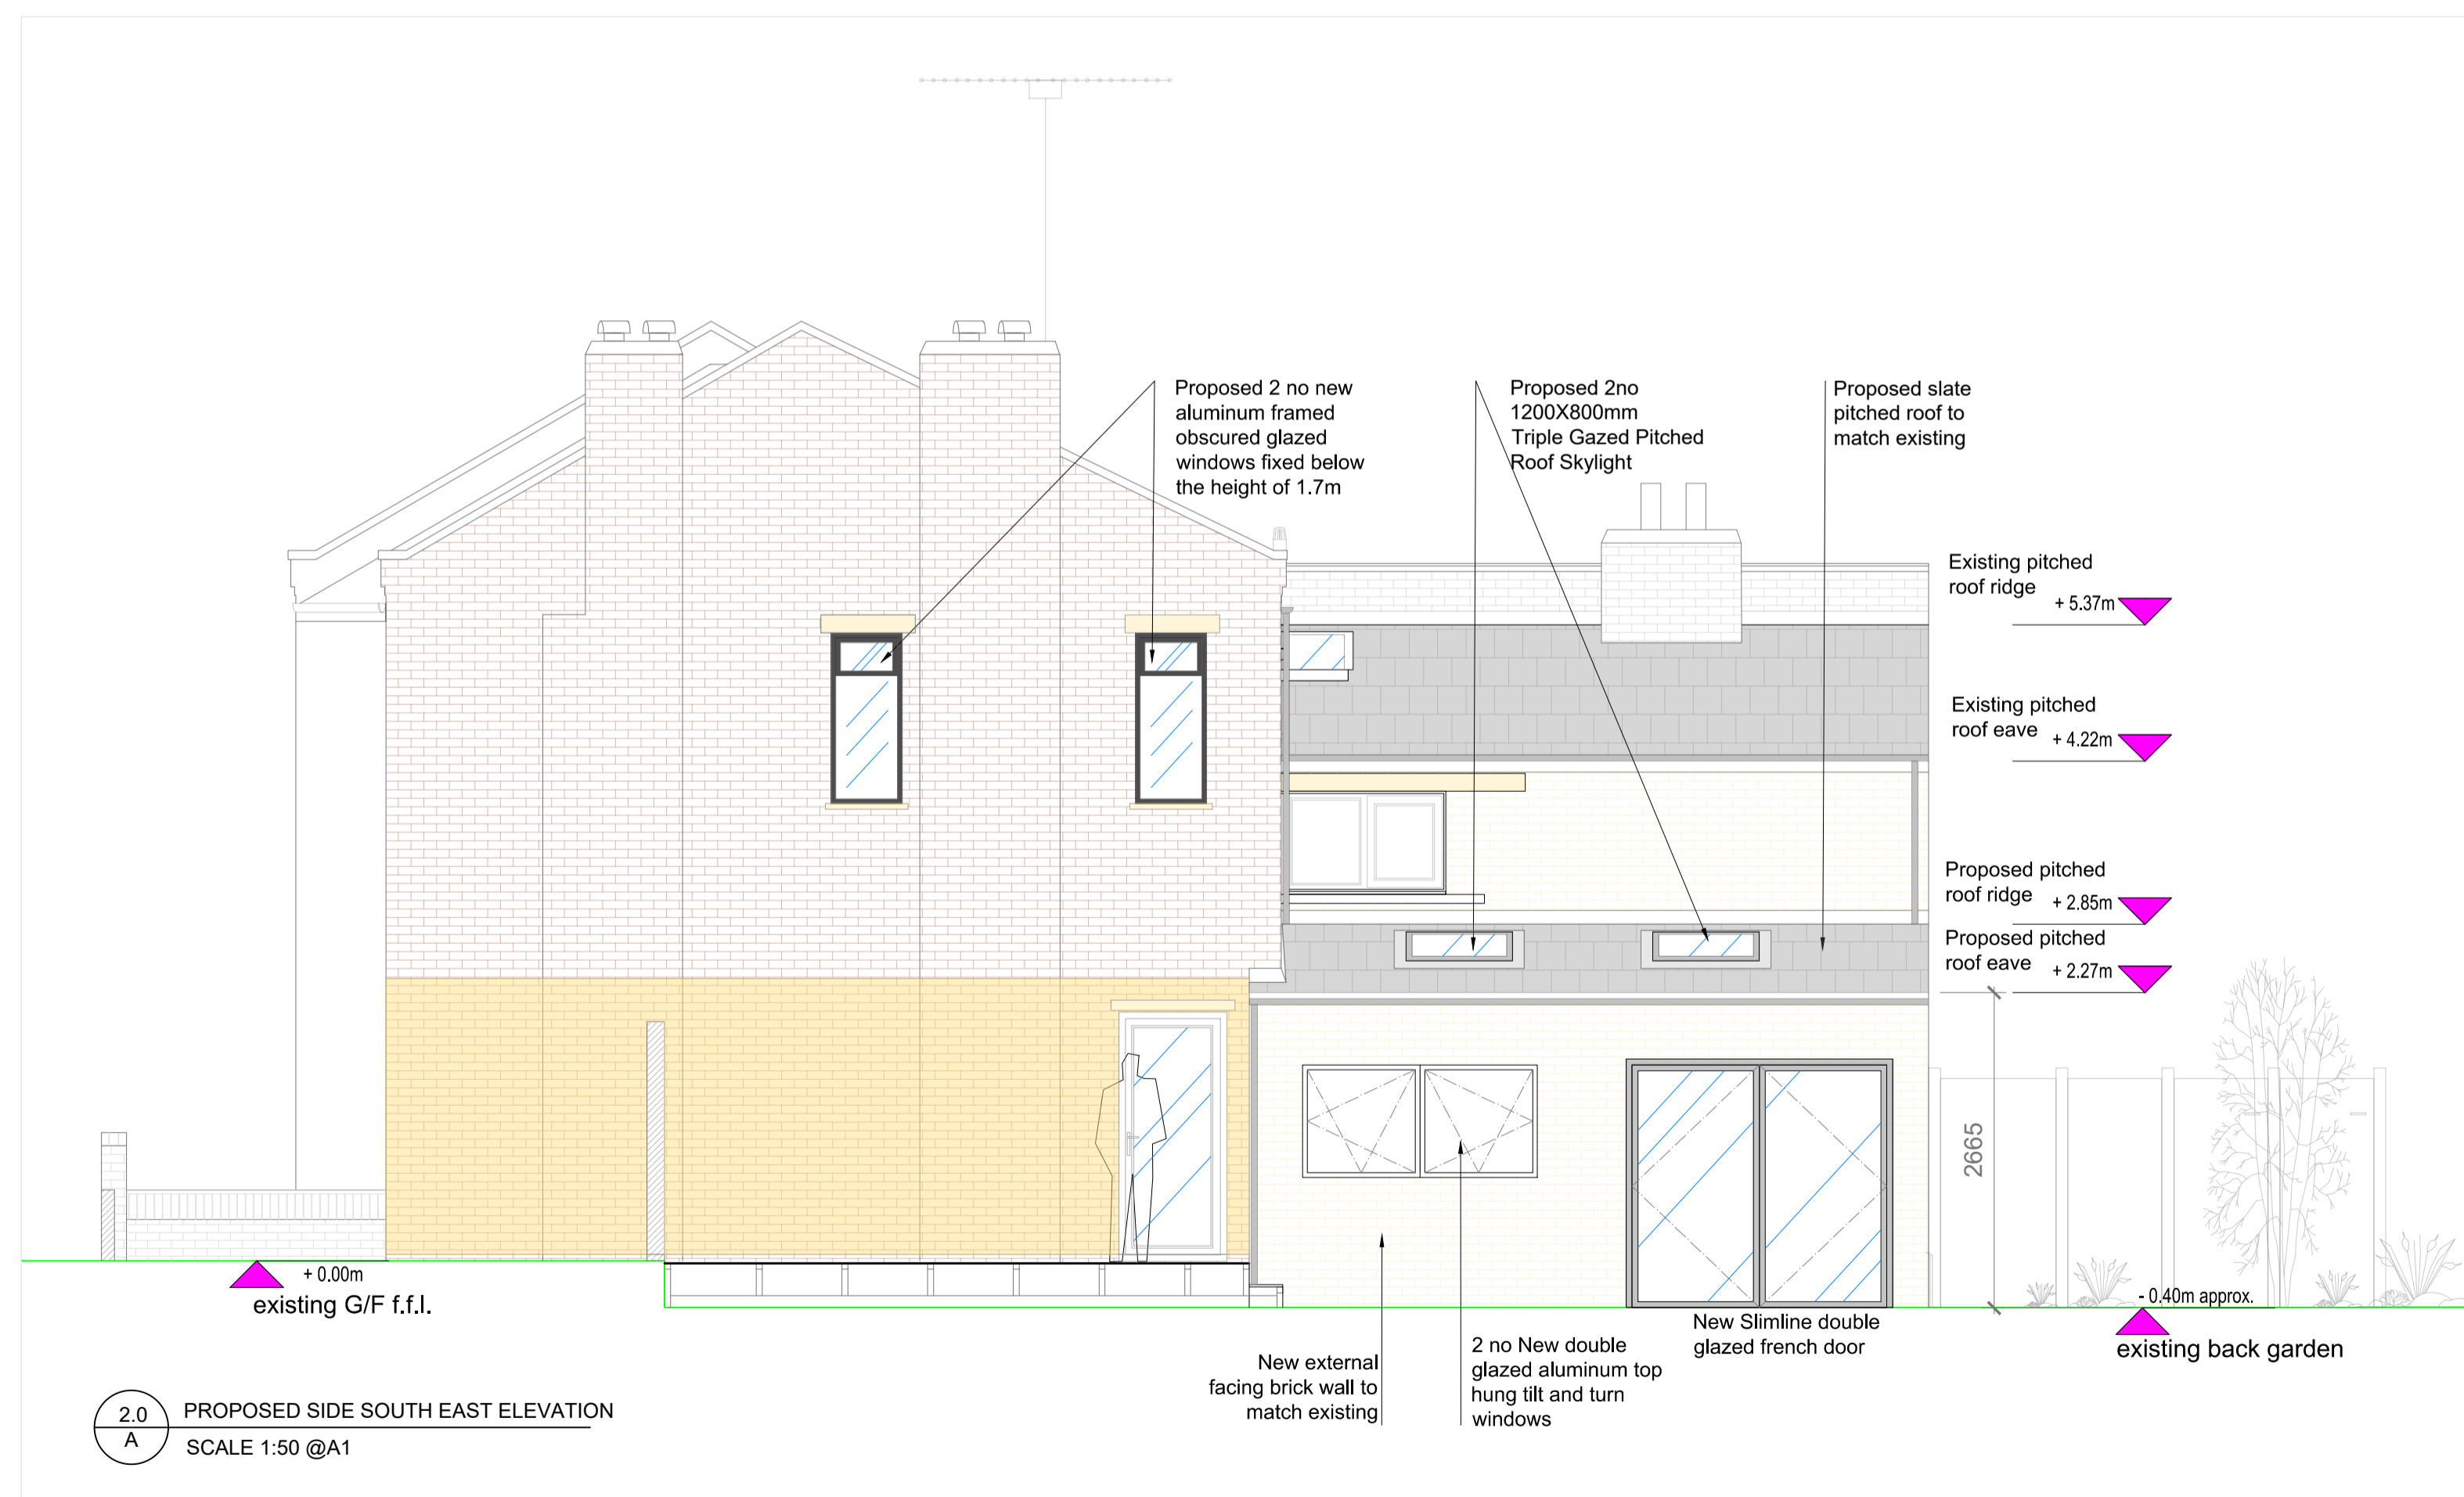 Proposed 2 no new
aluminum framed
obscured glazed
windows fixed below
the height of 1.7m
Proposed 2no
1200X800mm
Triple Gazed Pitched
Roof Skylight
Proposed slate
pitched roof to
match existing
Existing pitched
roof ridge
+ 5.37m
Existing pitched
roof eave
+ 4.22m
Proposed pitched
roof ridge
+ 2.85m
Proposed pitched
roof eave
+ 2.27m
2665
+ 0.00m
existing G/F f.f.l.
- 0.40m approx.
existing back garden
New Slimline double
glazed french door
2 no New double
glazed aluminum top
hung tilt and turn
windows
New external
facing brick wall to
match existing
2.0
A
PROPOSED SIDE SOUTH EAST ELEVATION
SCALE 1:50 @A1